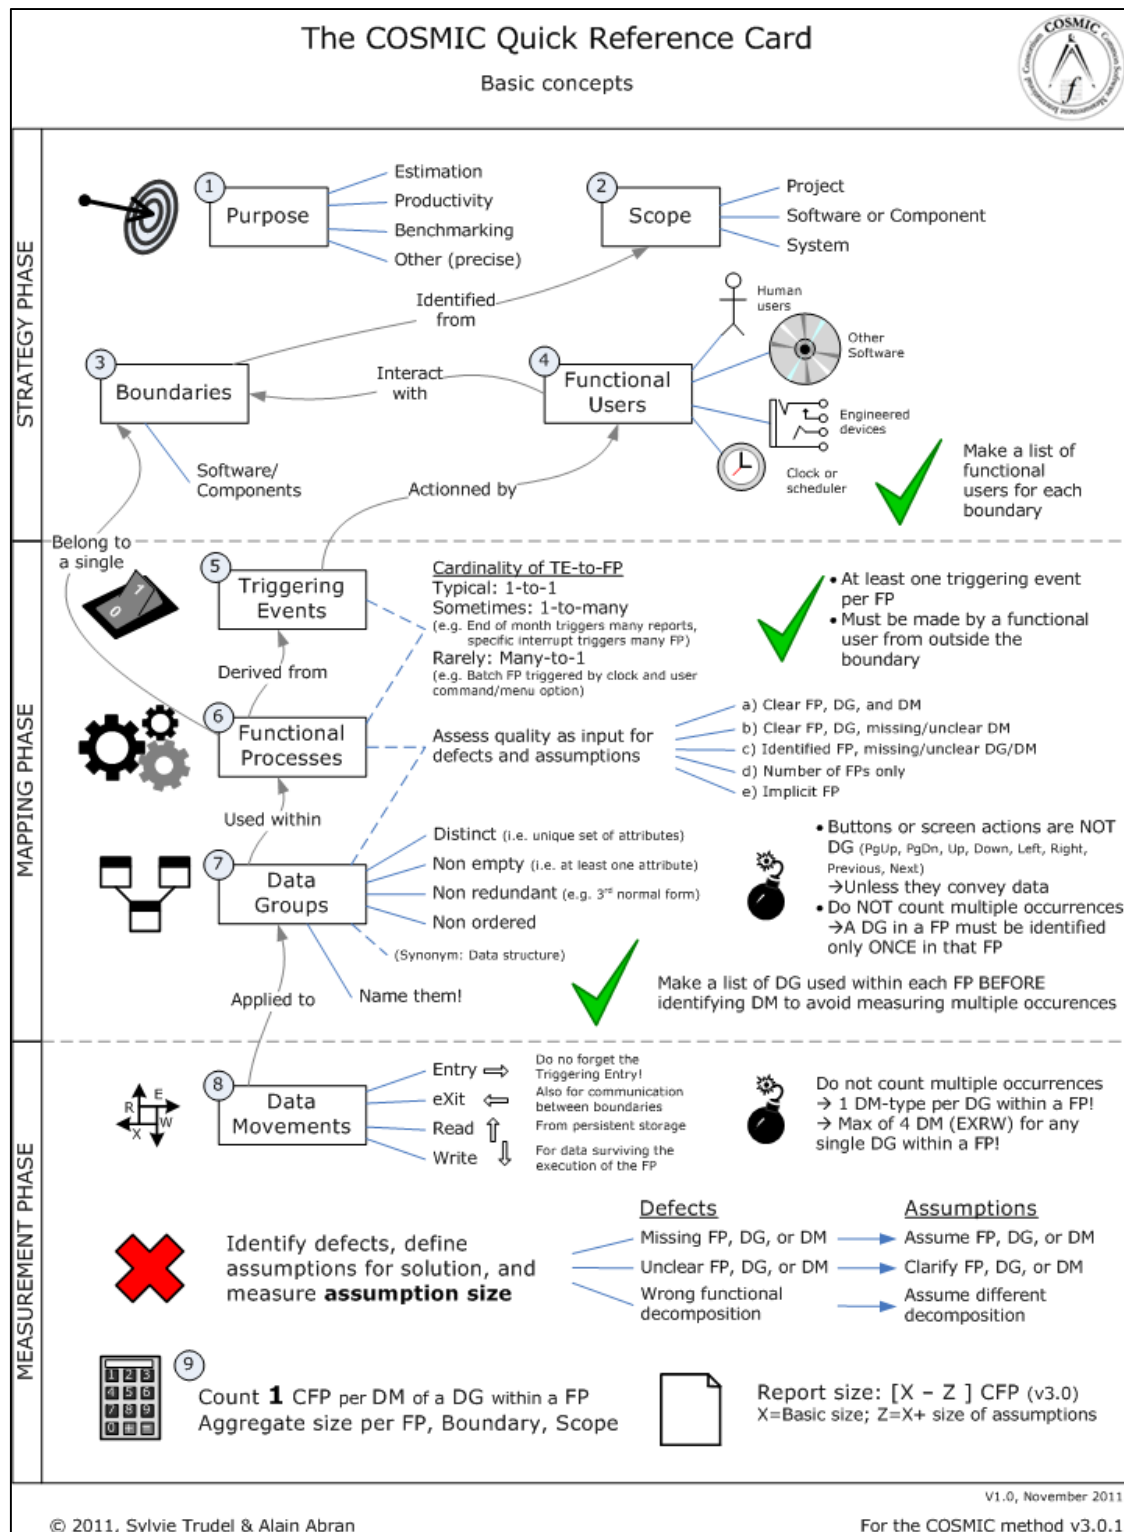 The COSMIC Quick Reference Card
Basic concepts
COSMIC
Common Software Measurement International Consortium
f
STRATEGY PHASE
1
Purpose
Estimation
Productivity
Benchmarking
Other (precise)
2
Scope
Project
Software or Component
System
Identified
from
3
Boundaries
Interact
with
4
Functional
Users
Human
users
Other
Software
Engineered
devices
Clock or
scheduler
Software/
Components
Actionned by
Make a list of
functional
users for each
boundary
Belong to
a single
MAPPING PHASE
1
0
5
Triggering
Events
Cardinality of TE-to-FP
Typical: 1-to-1
Sometimes: 1-to-many
(e.g. End of month triggers many reports,
specific interrupt triggers many FP)
Rarely: Many-to-1
(e.g. Batch FP triggered by clock and user
command/menu option)
• At least one triggering event
per FP
• Must be made by a functional
user from outside the
boundary
Derived from
6
Functional
Processes
Assess quality as input for
defects and assumptions
a) Clear FP, DG, and DM
b) Clear FP, DG, missing/unclear DM
c) Identified FP, missing/unclear DG/DM
d) Number of FPs only
e) Implicit FP
Used within
7
Data
Groups
Distinct (i.e. unique set of attributes)
Non empty (i.e. at least one attribute)
Non redundant (e.g. 3rd normal form)
Non ordered
(Synonym: Data structure)
Name them!
• Buttons or screen actions are NOT
DG (PgUp, PgDn, Up, Down, Left, Right,
Previous, Next)
→Unless they convey data
• Do NOT count multiple occurrences
→A DG in a FP must be identified
only ONCE in that FP
Applied to
Make a list of DG used within each FP BEFORE
identifying DM to avoid measuring multiple occurences
MEASUREMENT PHASE
E
R
W
X
8
Data
Movements
Entry
Do no forget the
Triggering Entry!
eXit
Also for communication
between boundaries
Read
From persistent storage
Write
For data surviving the
execution of the FP
Do not count multiple occurrences
→ 1 DM-type per DG within a FP!
→ Max of 4 DM (EXRW) for any
single DG within a FP!
Identify defects, define
assumptions for solution, and
measure assumption size
Defects
Missing FP, DG, or DM
Unclear FP, DG, or DM
Wrong functional
decomposition
Assumptions
Assume FP, DG, or DM
Clarify FP, DG, or DM
Assume different
decomposition
1 2 3
4 5 6
7 8 9
0 + =
9
Count 1 CFP per DM of a DG within a FP
Aggregate size per FP, Boundary, Scope
Report size: [X – Z ] CFP (v3.0)
X=Basic size; Z=X+ size of assumptions
V1.0, November 2011
© 2011, Sylvie Trudel & Alain Abran
For the COSMIC method v3.0.1